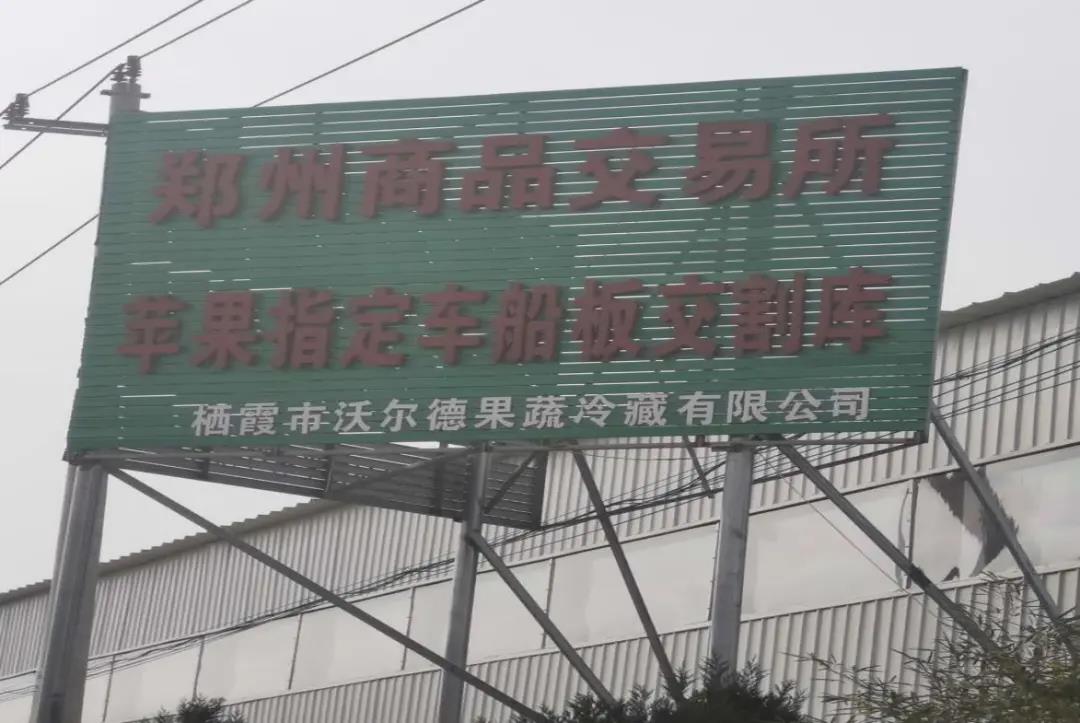 郑州商品交易所
苹果指定车船板交割库
栖霞市沃尔德果蔬冷藏有限公司